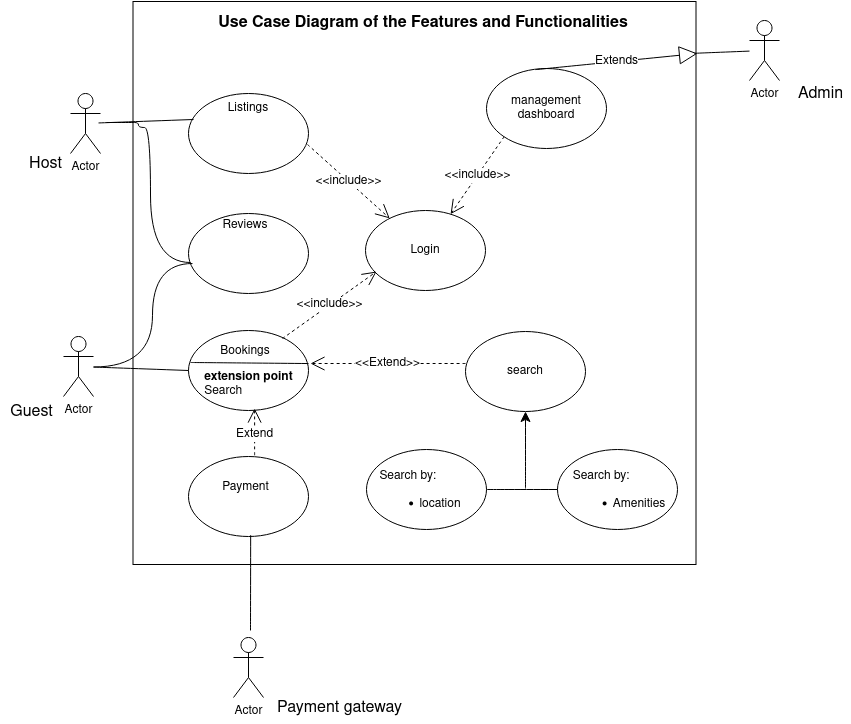 Use Case Diagram of the Features and Functionalities
Extends
Actor
Admin
Listings
management
dashboard
Host
Actor
<<include>>
<<include>>
Reviews
Login
<<include>>
Bookings
extension point
Search
<<Extend>>
search
Guest
Actor
Extend
Payment
Search by:
• location
Search by:
• Amenities
Actor
Payment gateway